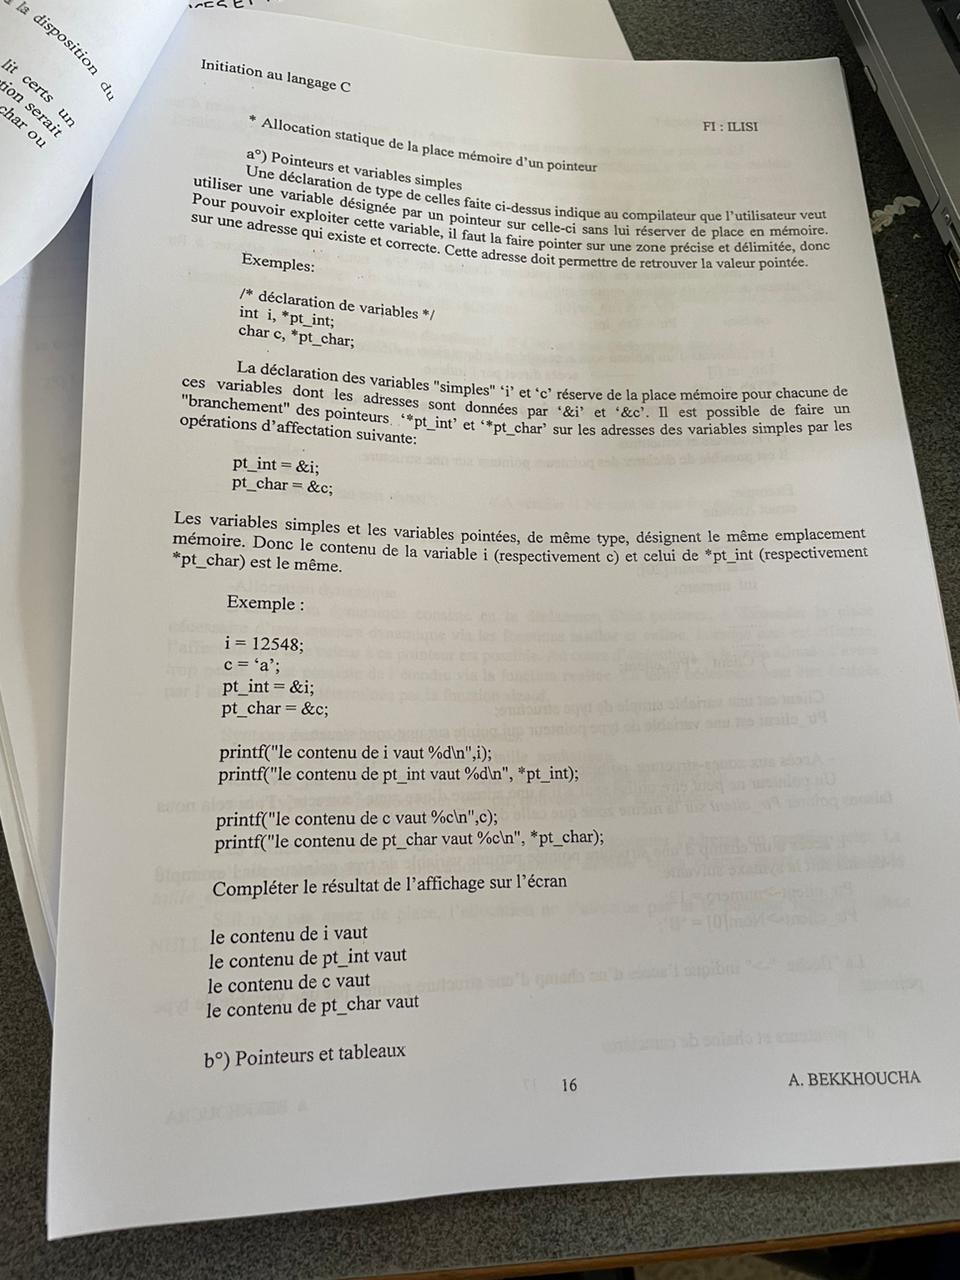 la disposition du
lit certs un
tion serait
char ou
Initiation au langage C
FI : ILISI
* Allocation statique de la place mémoire d'un pointeur
a°) Pointeurs et variables simples
Une déclaration de type de celles faite ci-dessus indique au compilateur que l'utilisateur veut
utiliser une variable désignée par un pointeur sur celle-ci sans lui réserver de place en mémoire.
Pour pouvoir exploiter cette variable, il faut la faire pointer sur une zone précise et délimitée, donc
sur une adresse qui existe et correcte. Cette adresse doit permettre de retrouver la valeur pointée.
Exemples:
/* déclaration de variables */
int i, *pt_int;
char c, *pt_char;
La déclaration des variables "simples" ‘i’ et ‘c’ réserve de la place mémoire pour chacune de
ces variables dont les adresses sont données par ‘&i’ et ‘&c’. Il est possible de faire un
"branchement" des pointeurs ‘*pt_int’ et ‘*pt_char’ sur les adresses des variables simples par les
opérations d'affectation suivante:
pt_int = &i;
pt_char = &c;
Les variables simples et les variables pointées, de même type, désignent le même emplacement
mémoire. Donc le contenu de la variable i (respectivement c) et celui de *pt_int (respectivement
*pt_char) est le même.
Exemple :
i = 12548;
c = ‘a’;
pt_int = &i;
pt_char = &c;
printf("le contenu de i vaut %d\n",i);
printf("le contenu de pt_int vaut %d\n", *pt_int);
printf("le contenu de c vaut %c\n",c);
printf("le contenu de pt_char vaut %c\n", *pt_char);
Compléter le résultat de l'affichage sur l'écran
le contenu de i vaut
le contenu de pt_int vaut
le contenu de c vaut
le contenu de pt_char vaut
b°) Pointeurs et tableaux
16
A. BEKKHOUCHA